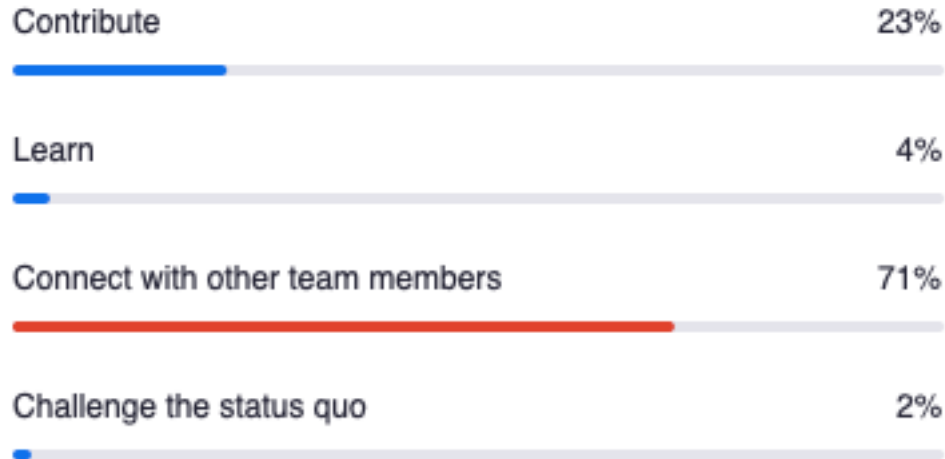 Contribute 23%
Learn 4%
Connect with other team members 71%
Challenge the status quo 2%